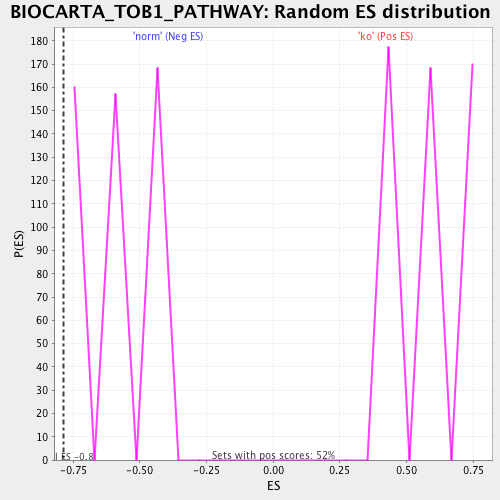 BIOCARTA_TOB1_PATHWAY: Random ES distribution
'norm' (Neg ES) 'ko' (Pos ES)
180
170
160
150
140
130
120
110
100
90
80
70
60
50
40
30
20
10
0
P(ES)
ES -0.8
Sets with pos scores: 52%
-0.75 -0.50 -0.25 0.00 0.25 0.50 0.75
ES